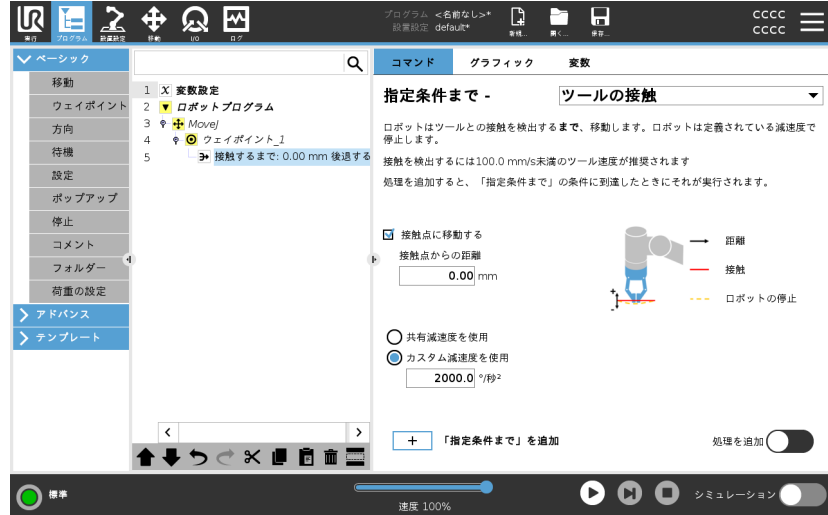 UR
実行
プログラム
設置設定
移動
I/O
ログ
プログラム <名前なし>*
設置設定 default*
新規...
開く...
保存...
cccc
cccc
ベーシック
移動
ウェイポイント
方向
待機
設定
ポップアップ
停止
コメント
フォルダー
荷重の設定
アドバンス
テンプレート
1 x 変数設定
2 ロボットプログラム
3 MoveJ
4 ウェイポイント_1
5 接触するまで: 0.00 mm 後退する
コマンド グラフィック 変数
指定条件まで - ツールの接触
ロボットはツールとの接触を検出するまで、移動します。ロボットは定義されている減速度で
停止します。
接触を検出するには100.0 mm/s未満のツール速度が推奨されます
処理を追加すると、「指定条件まで」の条件に到達したときにそれが実行されます。
接触点に移動する
接触点からの距離
0.00 mm
距離
接触
ロボットの停止
+
-
共有減速度を使用
カスタム減速度を使用
2000.0 °/秒²
+ 「指定条件まで」を追加
処理を追加
標準
速度 100%
シミュレーション